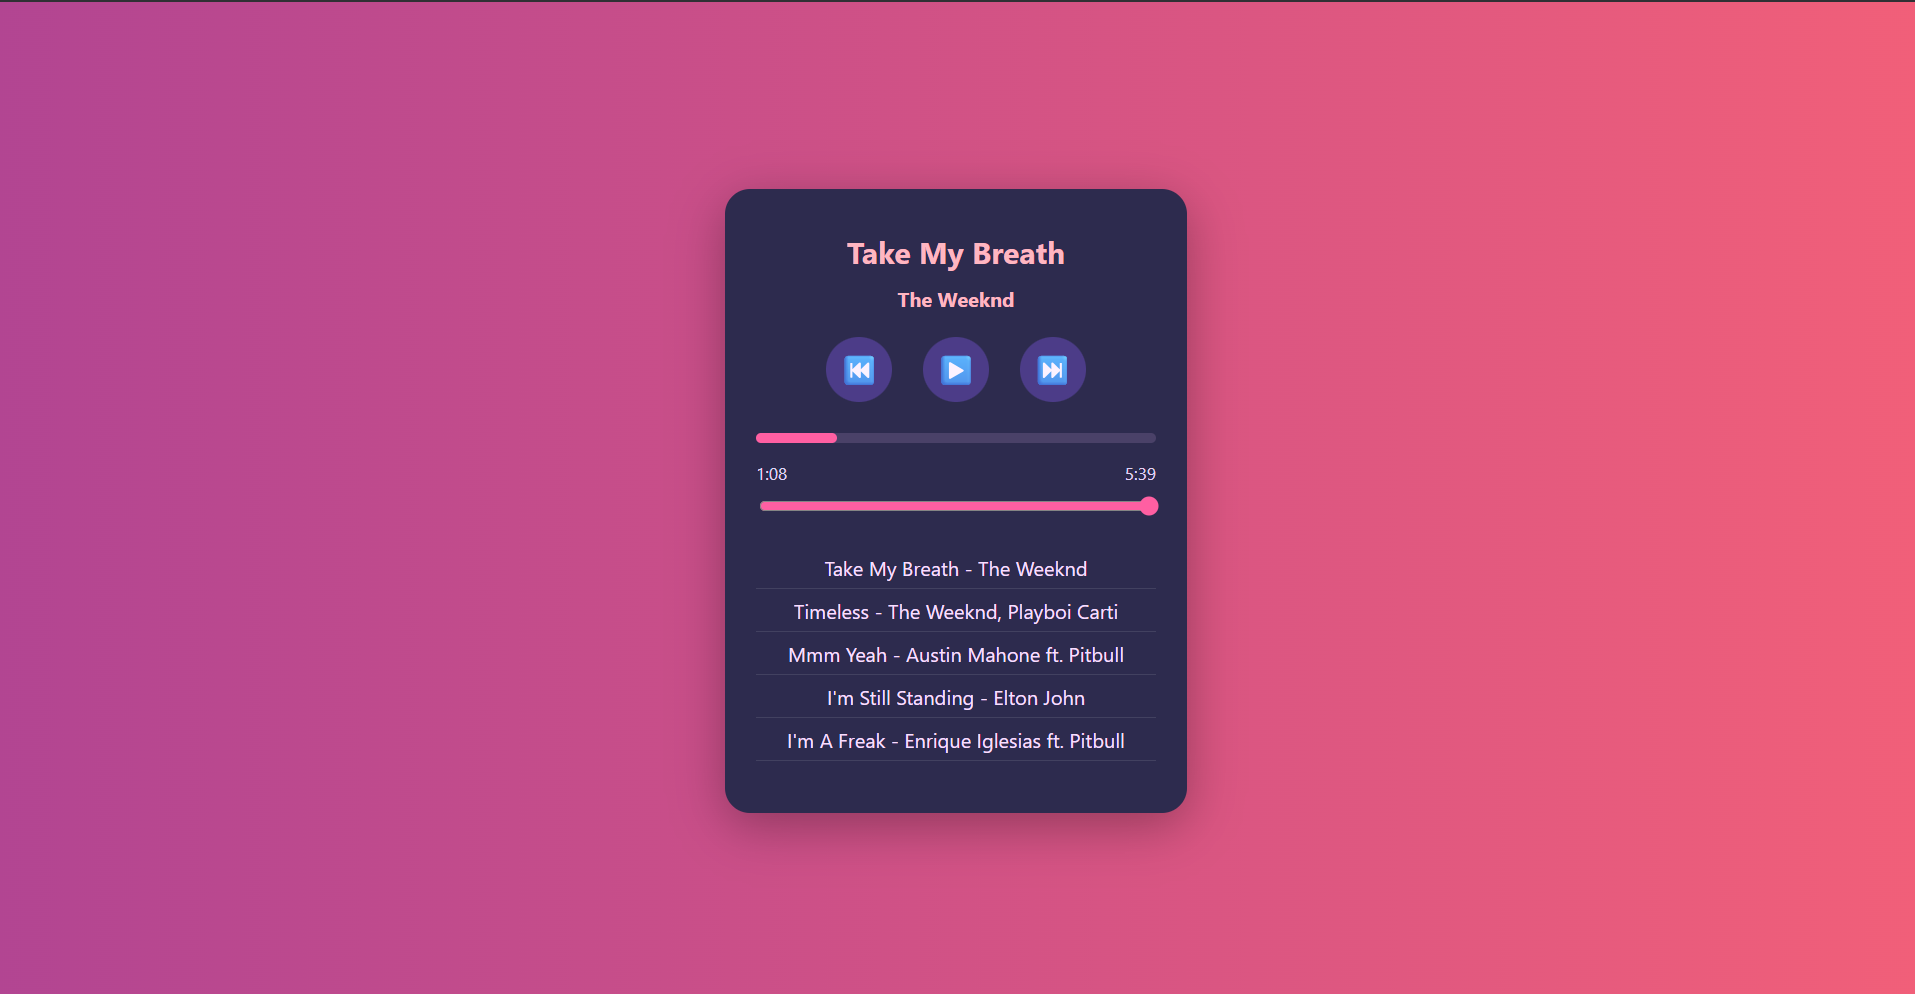 Take My Breath
The Weeknd
1:08 5:39
Take My Breath - The Weeknd
Timeless - The Weeknd, Playboi Carti
Mmm Yeah - Austin Mahone ft. Pitbull
I'm Still Standing - Elton John
I'm A Freak - Enrique Iglesias ft. Pitbull